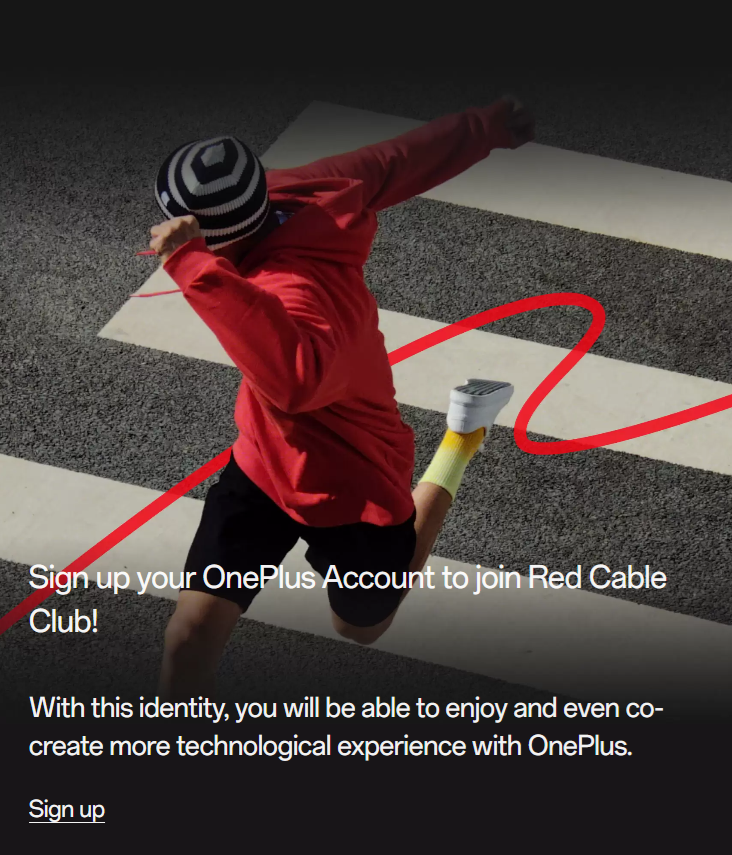 Sign up your OnePlus Account to join Red Cable
Club!
With this identity, you will be able to enjoy and even co-
create more technological experience with OnePlus.
Sign up